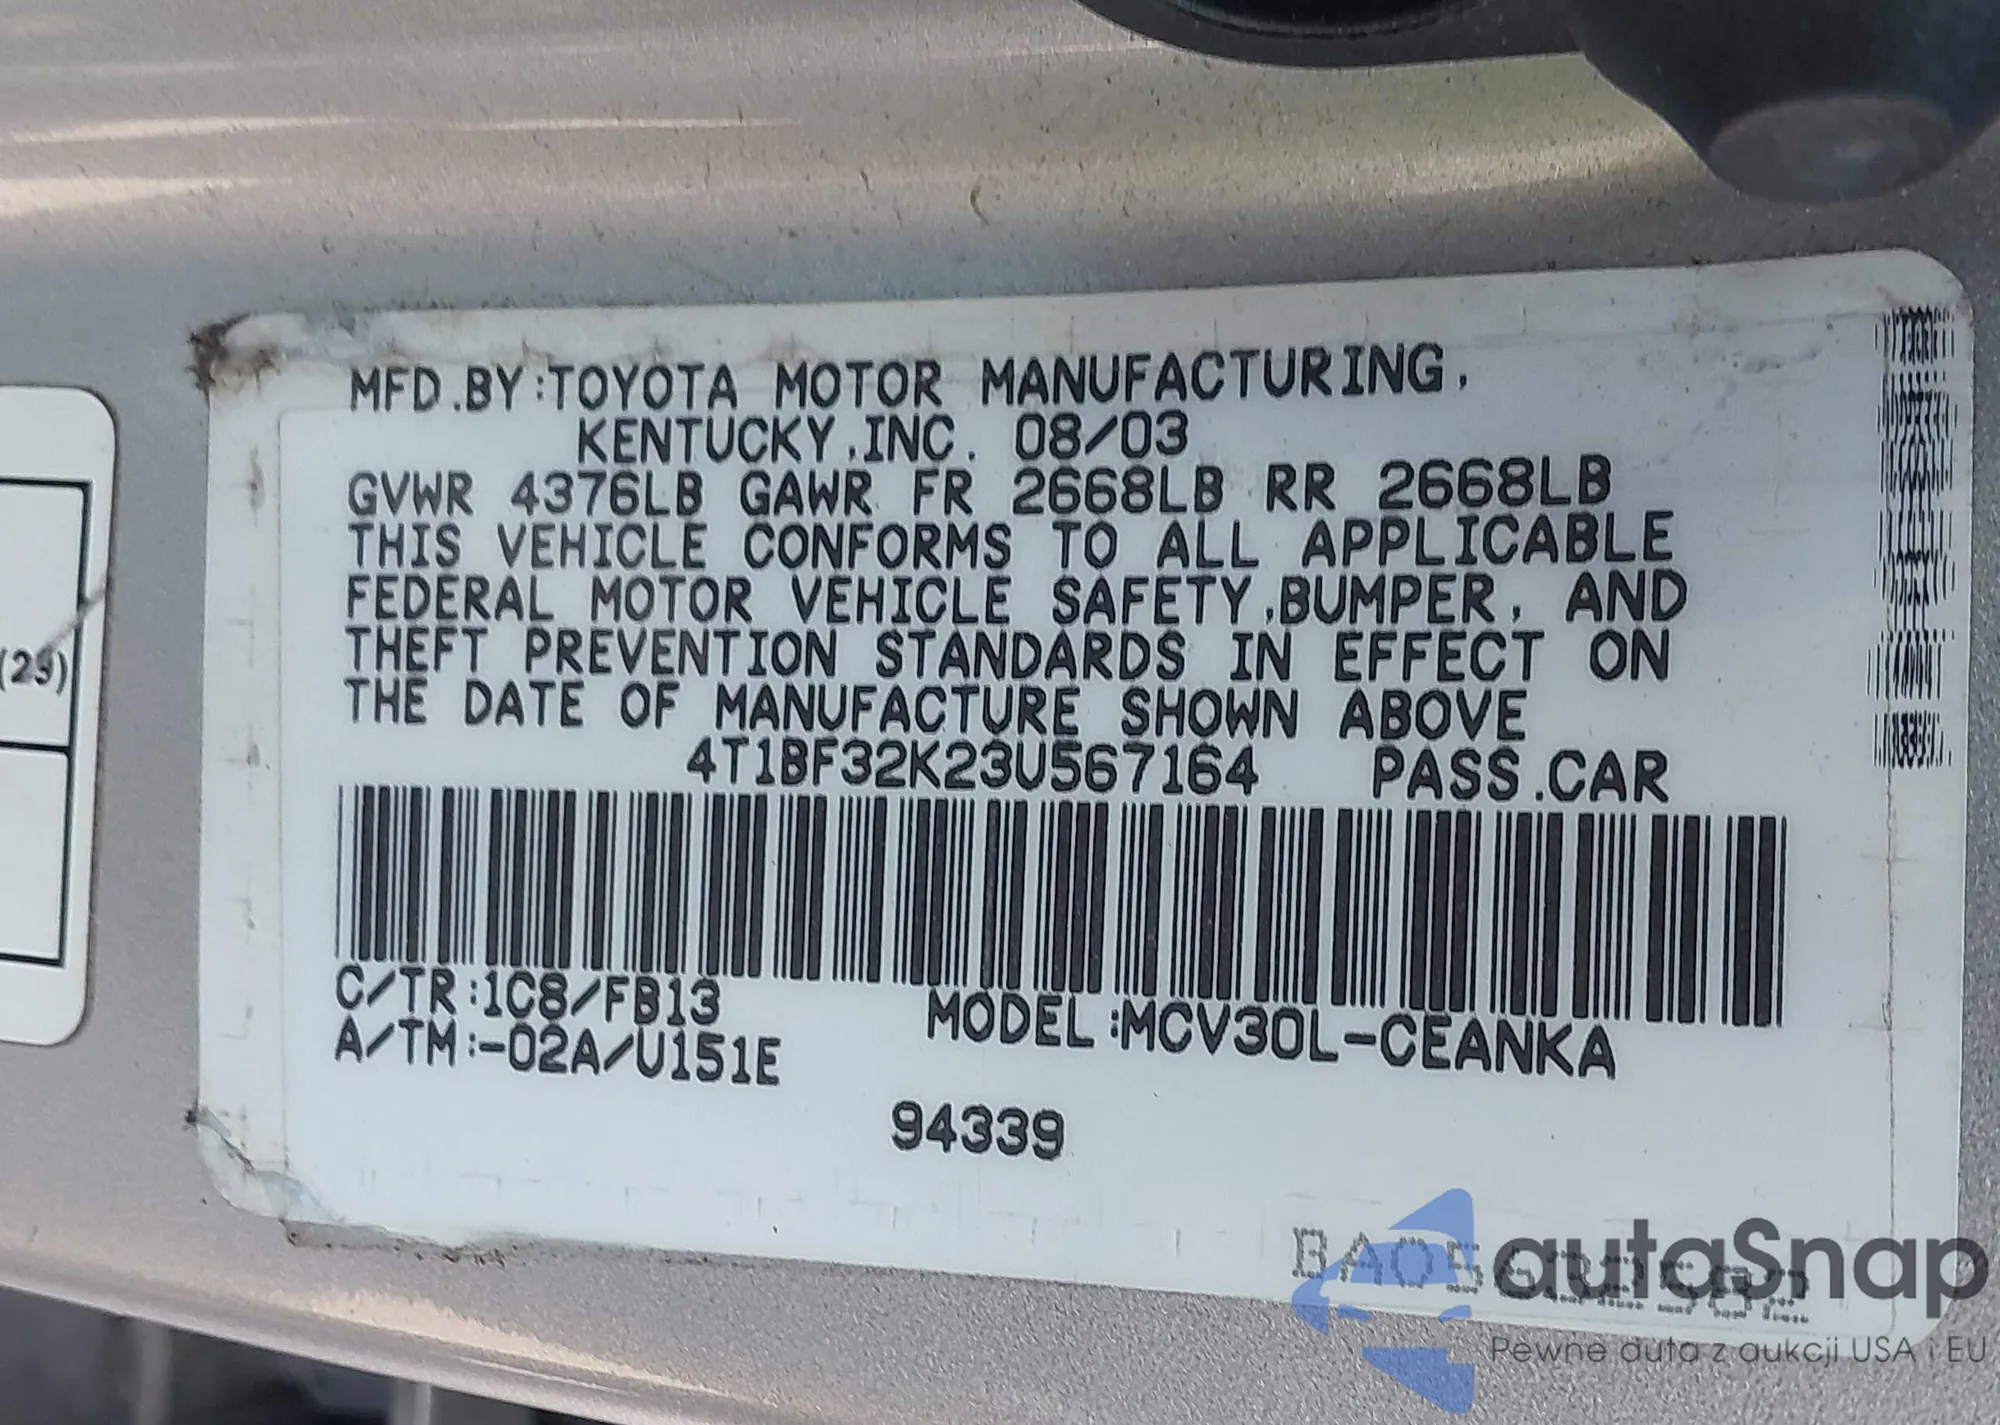 MFD.BY:TOYOTA MOTOR MANUFACTURING,
KENTUCKY,INC. 08/03
GVWR 4376LB GAWR FR 2668LB RR 2668LB
THIS VEHICLE CONFORMS TO ALL APPLICABLE
FEDERAL MOTOR VEHICLE SAFETY,BUMPER, AND
THEFT PREVENTION STANDARDS IN EFFECT ON
THE DATE OF MANUFACTURE SHOWN ABOVE
4T1BF32K23U567164 PASS.CAR
C/TR:1C8/FB13
MODEL:MCV30L-CEANKA
A/TM:-02A/U151E
94339
(29)
autaSnap
Pewne auta z aukcji USA i EU